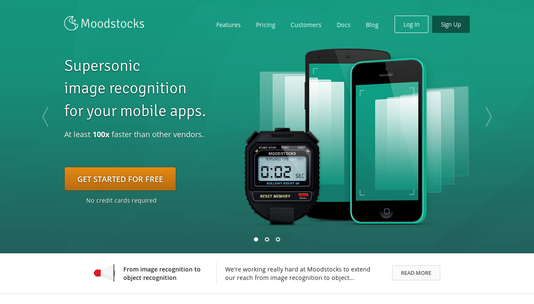 Moodstocks
Features
Pricing
Customers
Docs
Blog
Log In
Sign Up
Supersonic
image recognition
for your mobile apps.
At least 100x faster than other vendors.
GET STARTED FOR FREE
No credit cards required
MOODSTOCKS
0:02 SEC
RESET MEMORY
From image recognition to
object recognition
We're working really hard at Moodstocks to extend
our reach from image recognition to object...
READ MORE